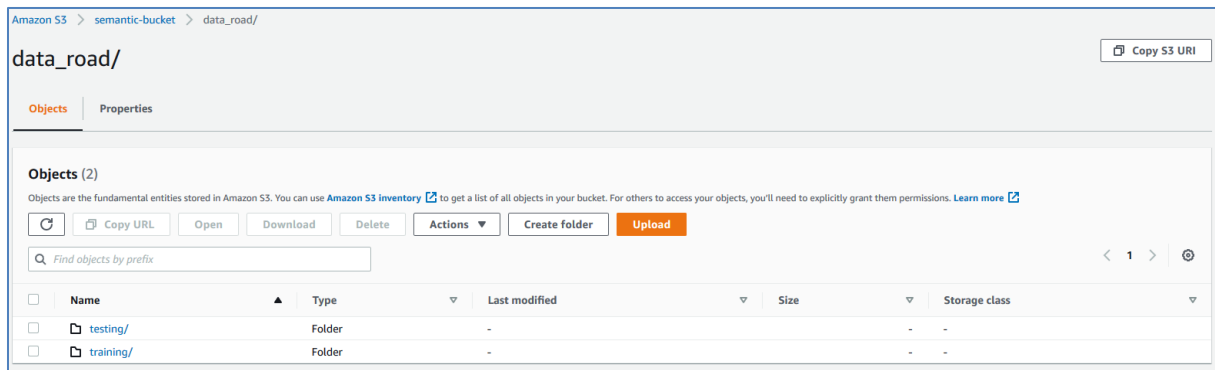 Amazon S3 > semantic-bucket > data_road/
data_road/
Copy S3 URI
Objects Properties
Objects (2)
Objects are the fundamental entities stored in Amazon S3. You can use Amazon S3 inventory to get a list of all objects in your bucket. For others to access your objects, you'll need to explicitly grant them permissions. Learn more
Copy URL Open Download Delete Actions Create folder Upload
Find objects by prefix
< 1 >
Name Type Last modified Size Storage class
testing/ Folder - - -
training/ Folder - - -